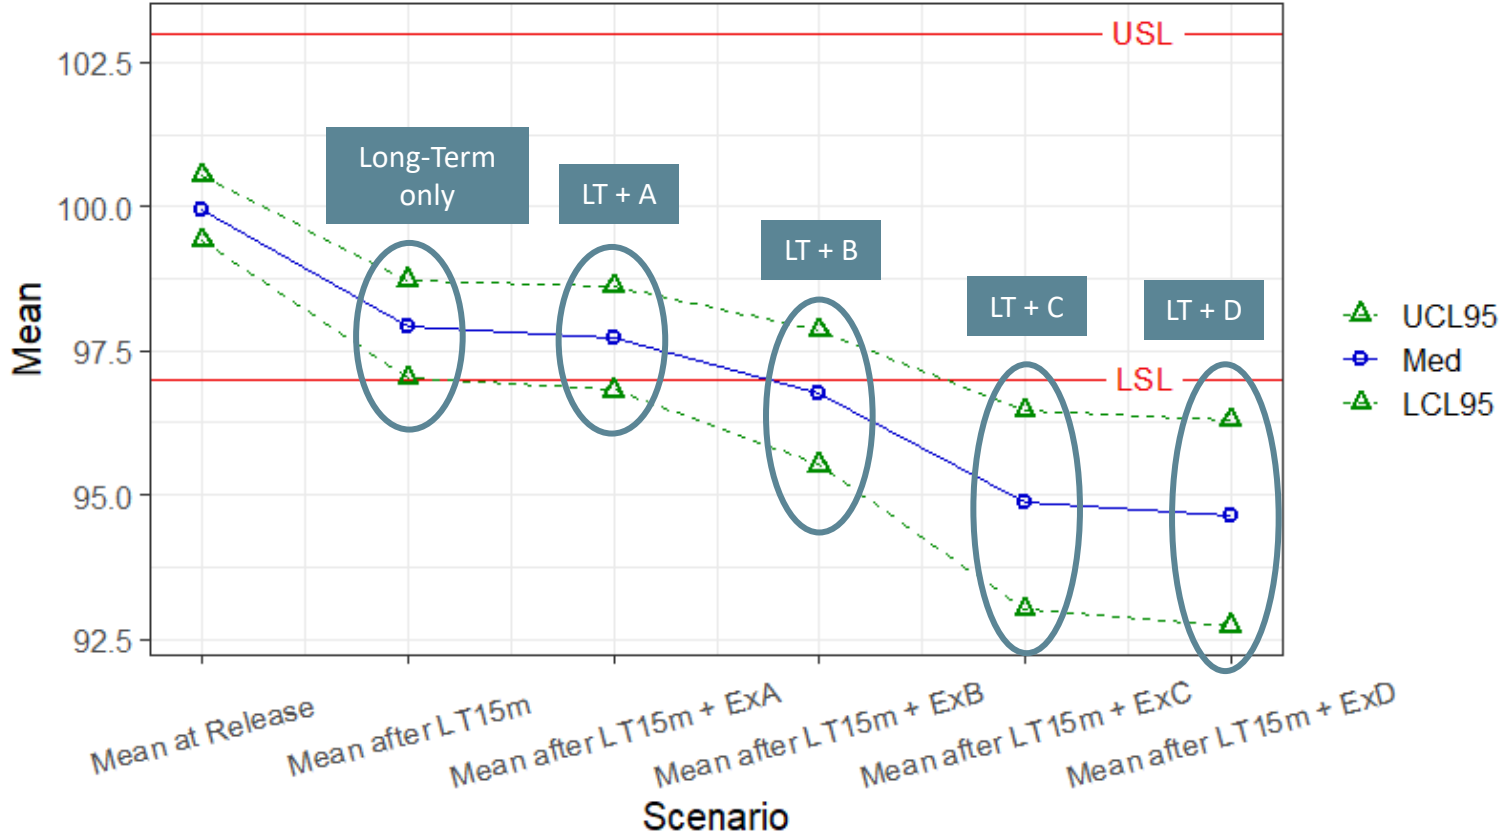 USL
102.5
Long-Term
only
LT + A
100.0
LT + B
LT + C
LT + D
Mean
UCL95
97.5
Med
LSL
LCL95
95.0
92.5
Mean at Release
Mean after LT15m
Mean after LT15m + ExA
Mean after LT15m + ExB
Mean after LT15m + ExC
Mean after LT15m + ExD
Scenario